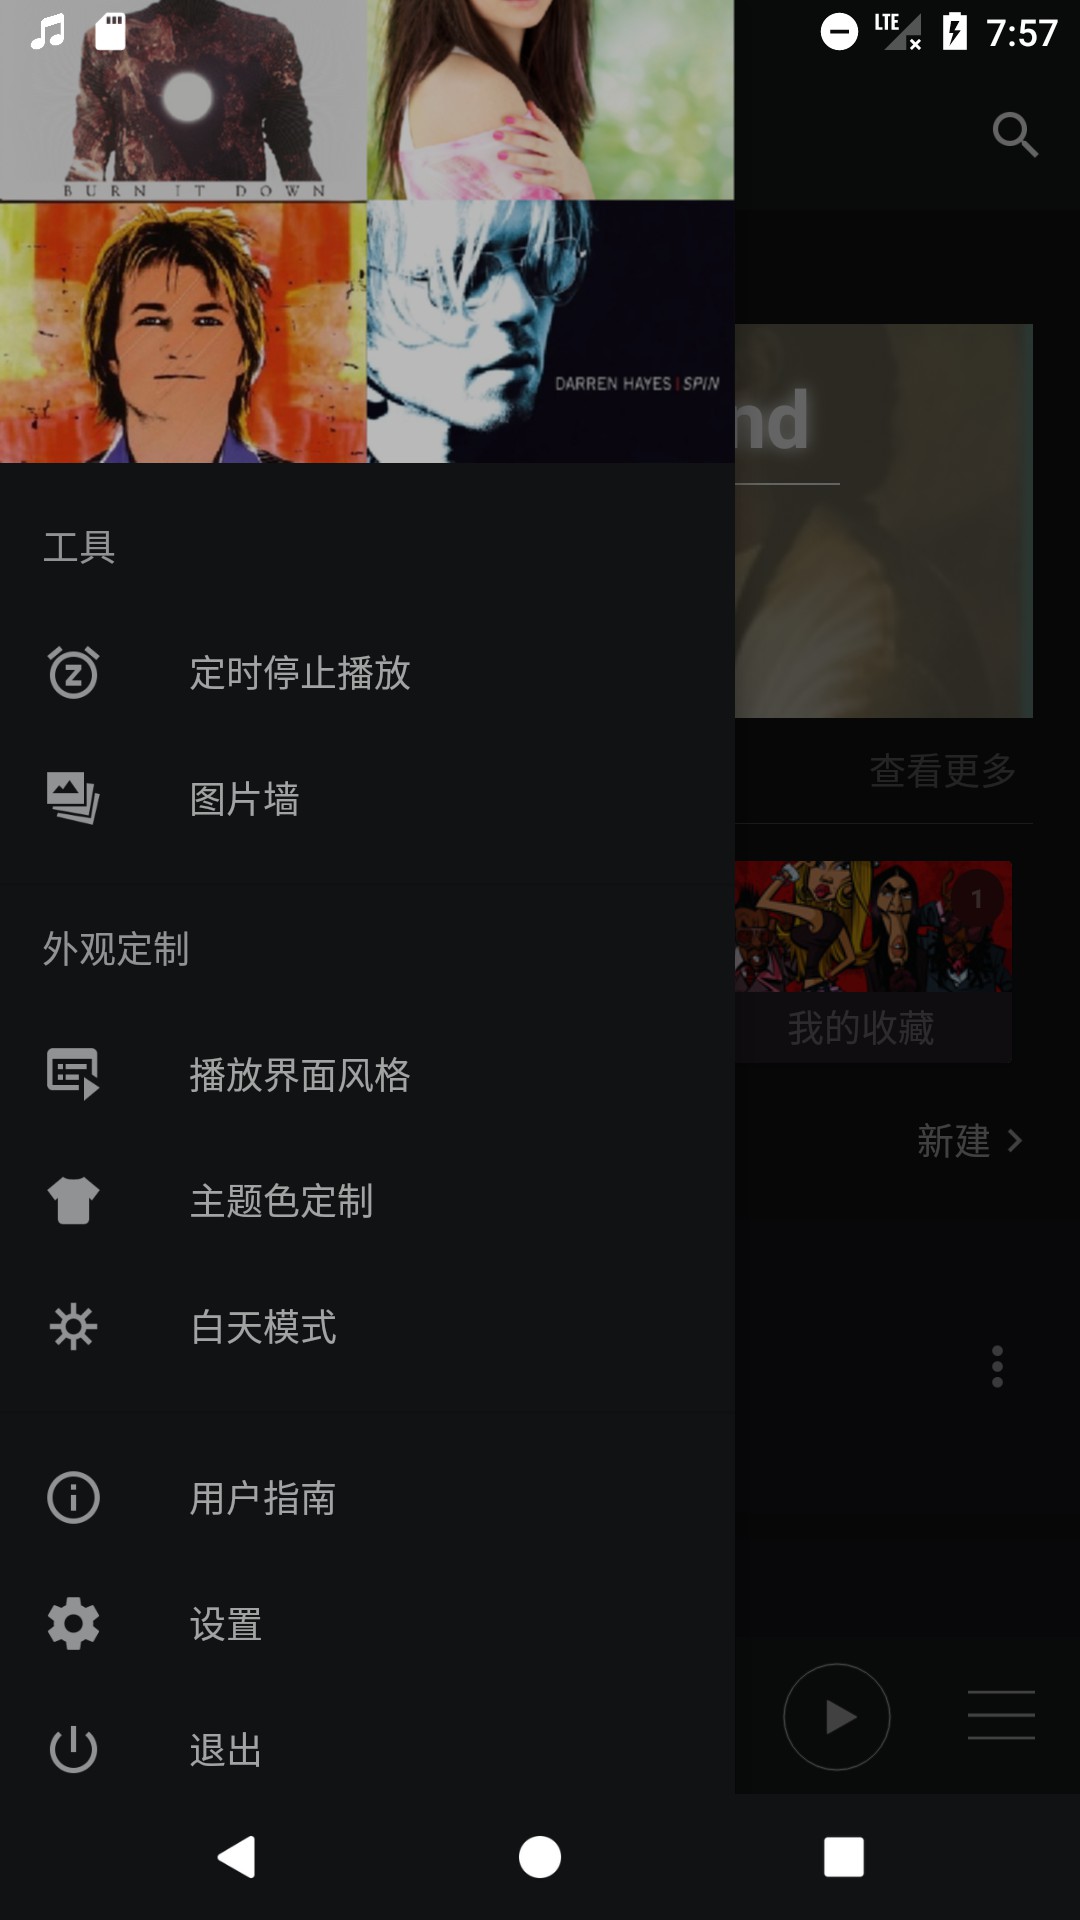 LTE 7:57
BURN IT DOWN
DARREN HAYES | SPIN
nd
工具
定时停止播放
图片墙
查看更多
1
外观定制
我的收藏
播放界面风格
新建
主题色定制
白天模式
用户指南
设置
退出